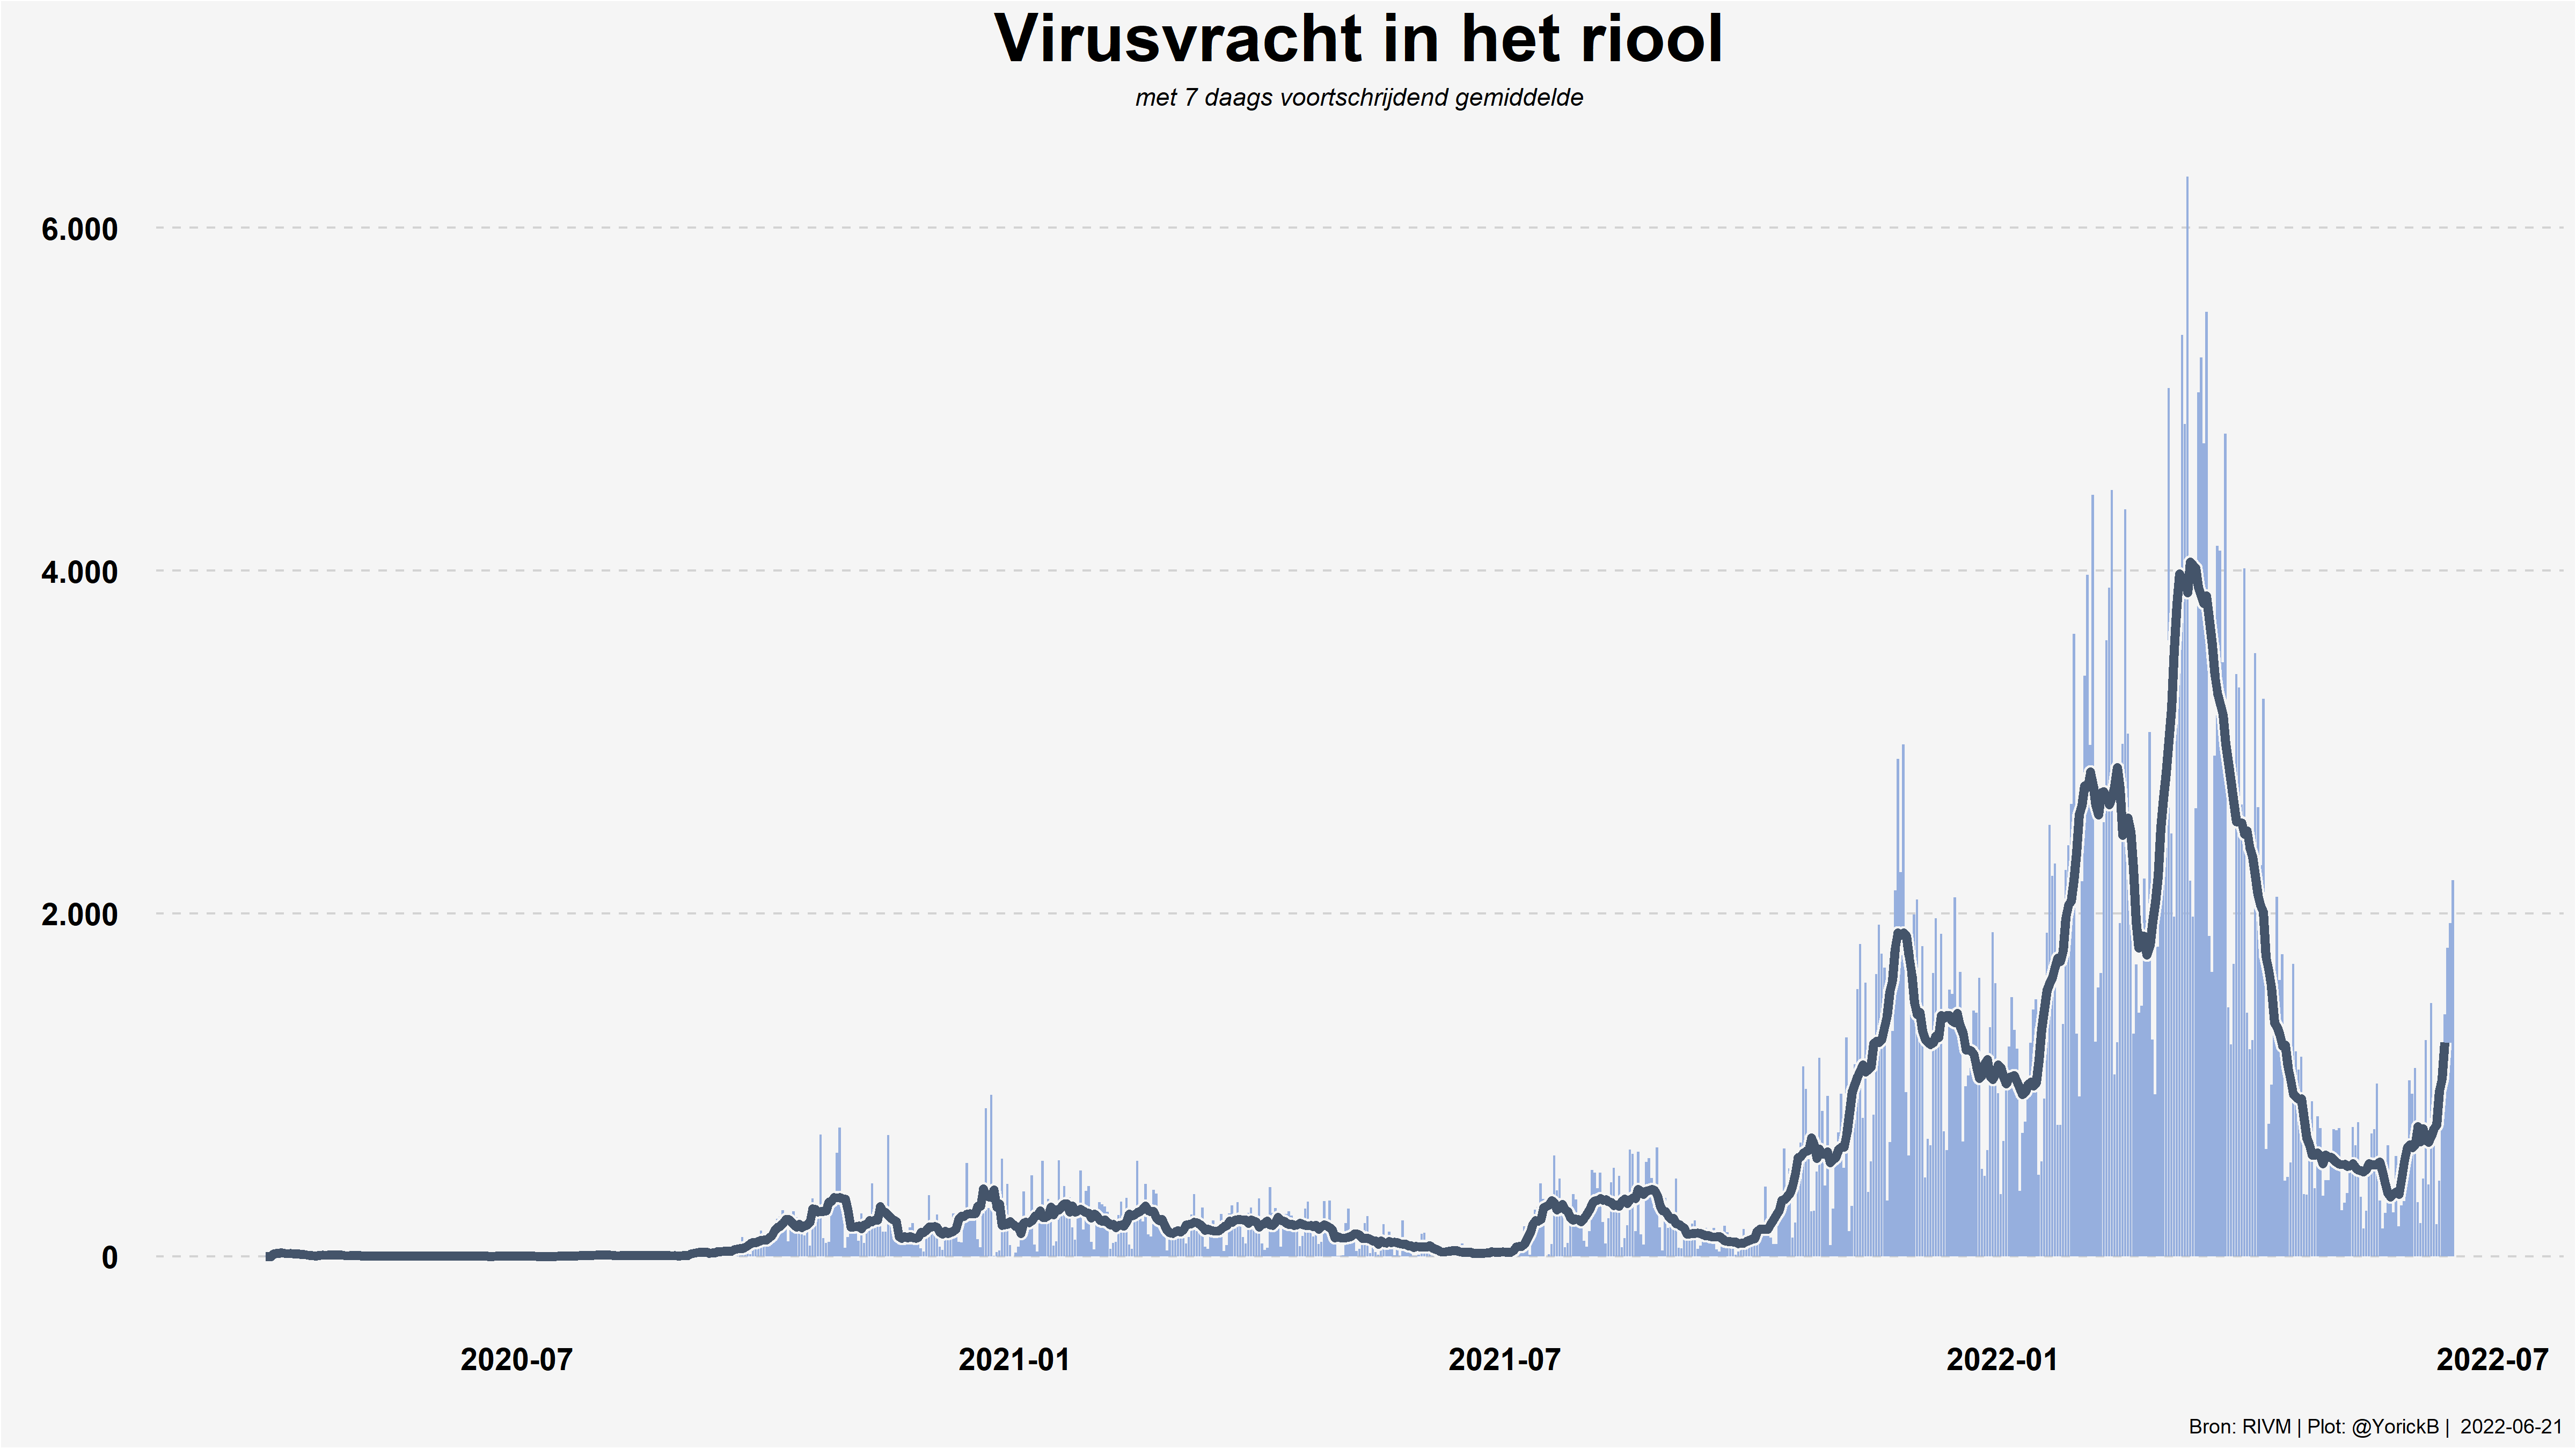 Virusvracht in het riool
met 7 daags voortschrijdend gemiddelde
6.000
4.000
2.000
0
2020-07 2021-01 2021-07 2022-01 2022-07
Bron: RIVM | Plot: @YorickB | 2022-06-21